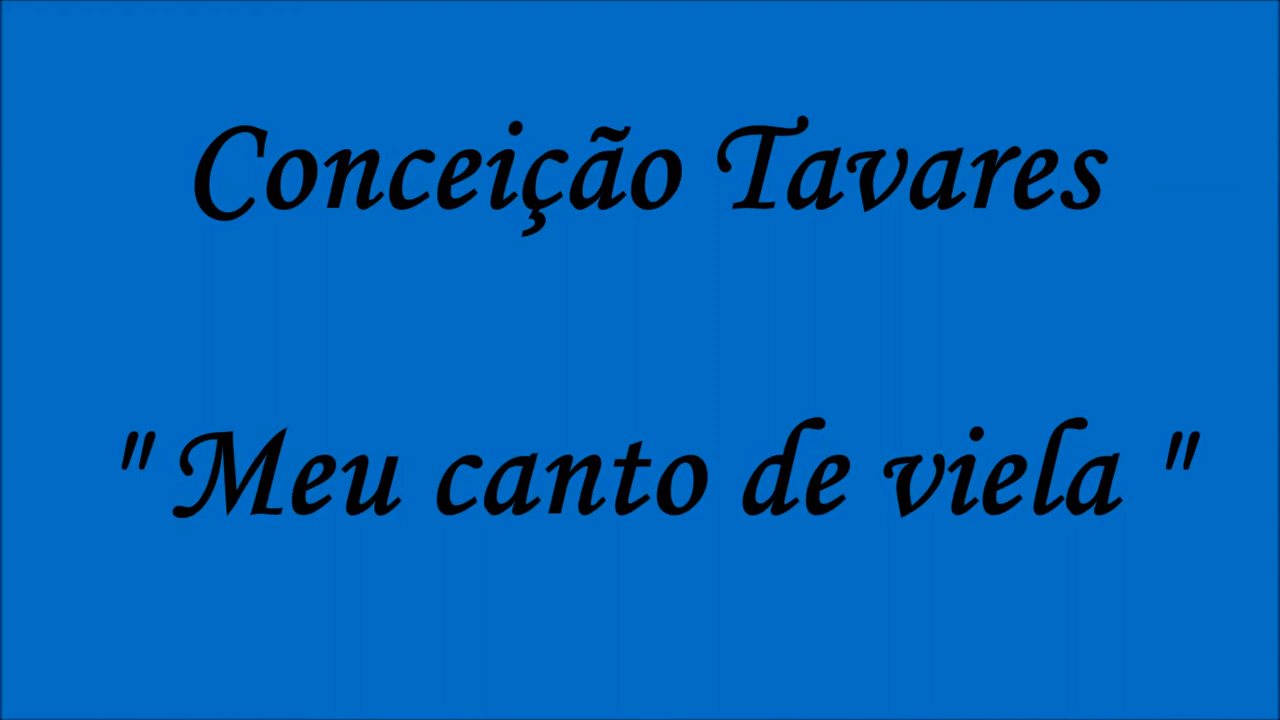 Conceição Tavares
" Meu canto de viela "